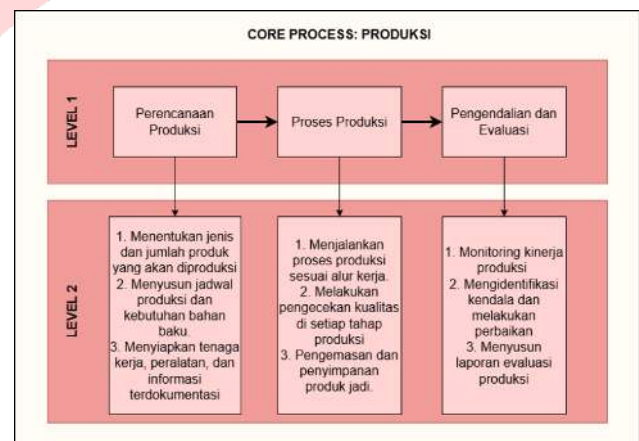 CORE PROCESS: PRODUKSI
LEVEL 1
Perencanaan
Produksi
Proses Produksi
Pengendalian dan
Evaluasi
LEVEL 2
1. Menentukan jenis
dan jumlah produk
yang akan diproduksi
2. Menyusun jadwal
produksi dan
kebutuhan bahan
baku.
3. Menyiapkan tenaga
kerja, peralatan, dan
informasi
terdokumentasi
1. Menjalankan
proses produksi
sesuai alur kerja.
2. Melakukan
pengecekan kualitas
di setiap tahap
produksi
3. Pengemasan dan
penyimpanan
produk jadi.
1. Monitoring kinerja
produksi
2. Mengidentifikasi
kendala dan
melakukan
perbaikan
3. Menyusun
laporan evaluasi
produksi